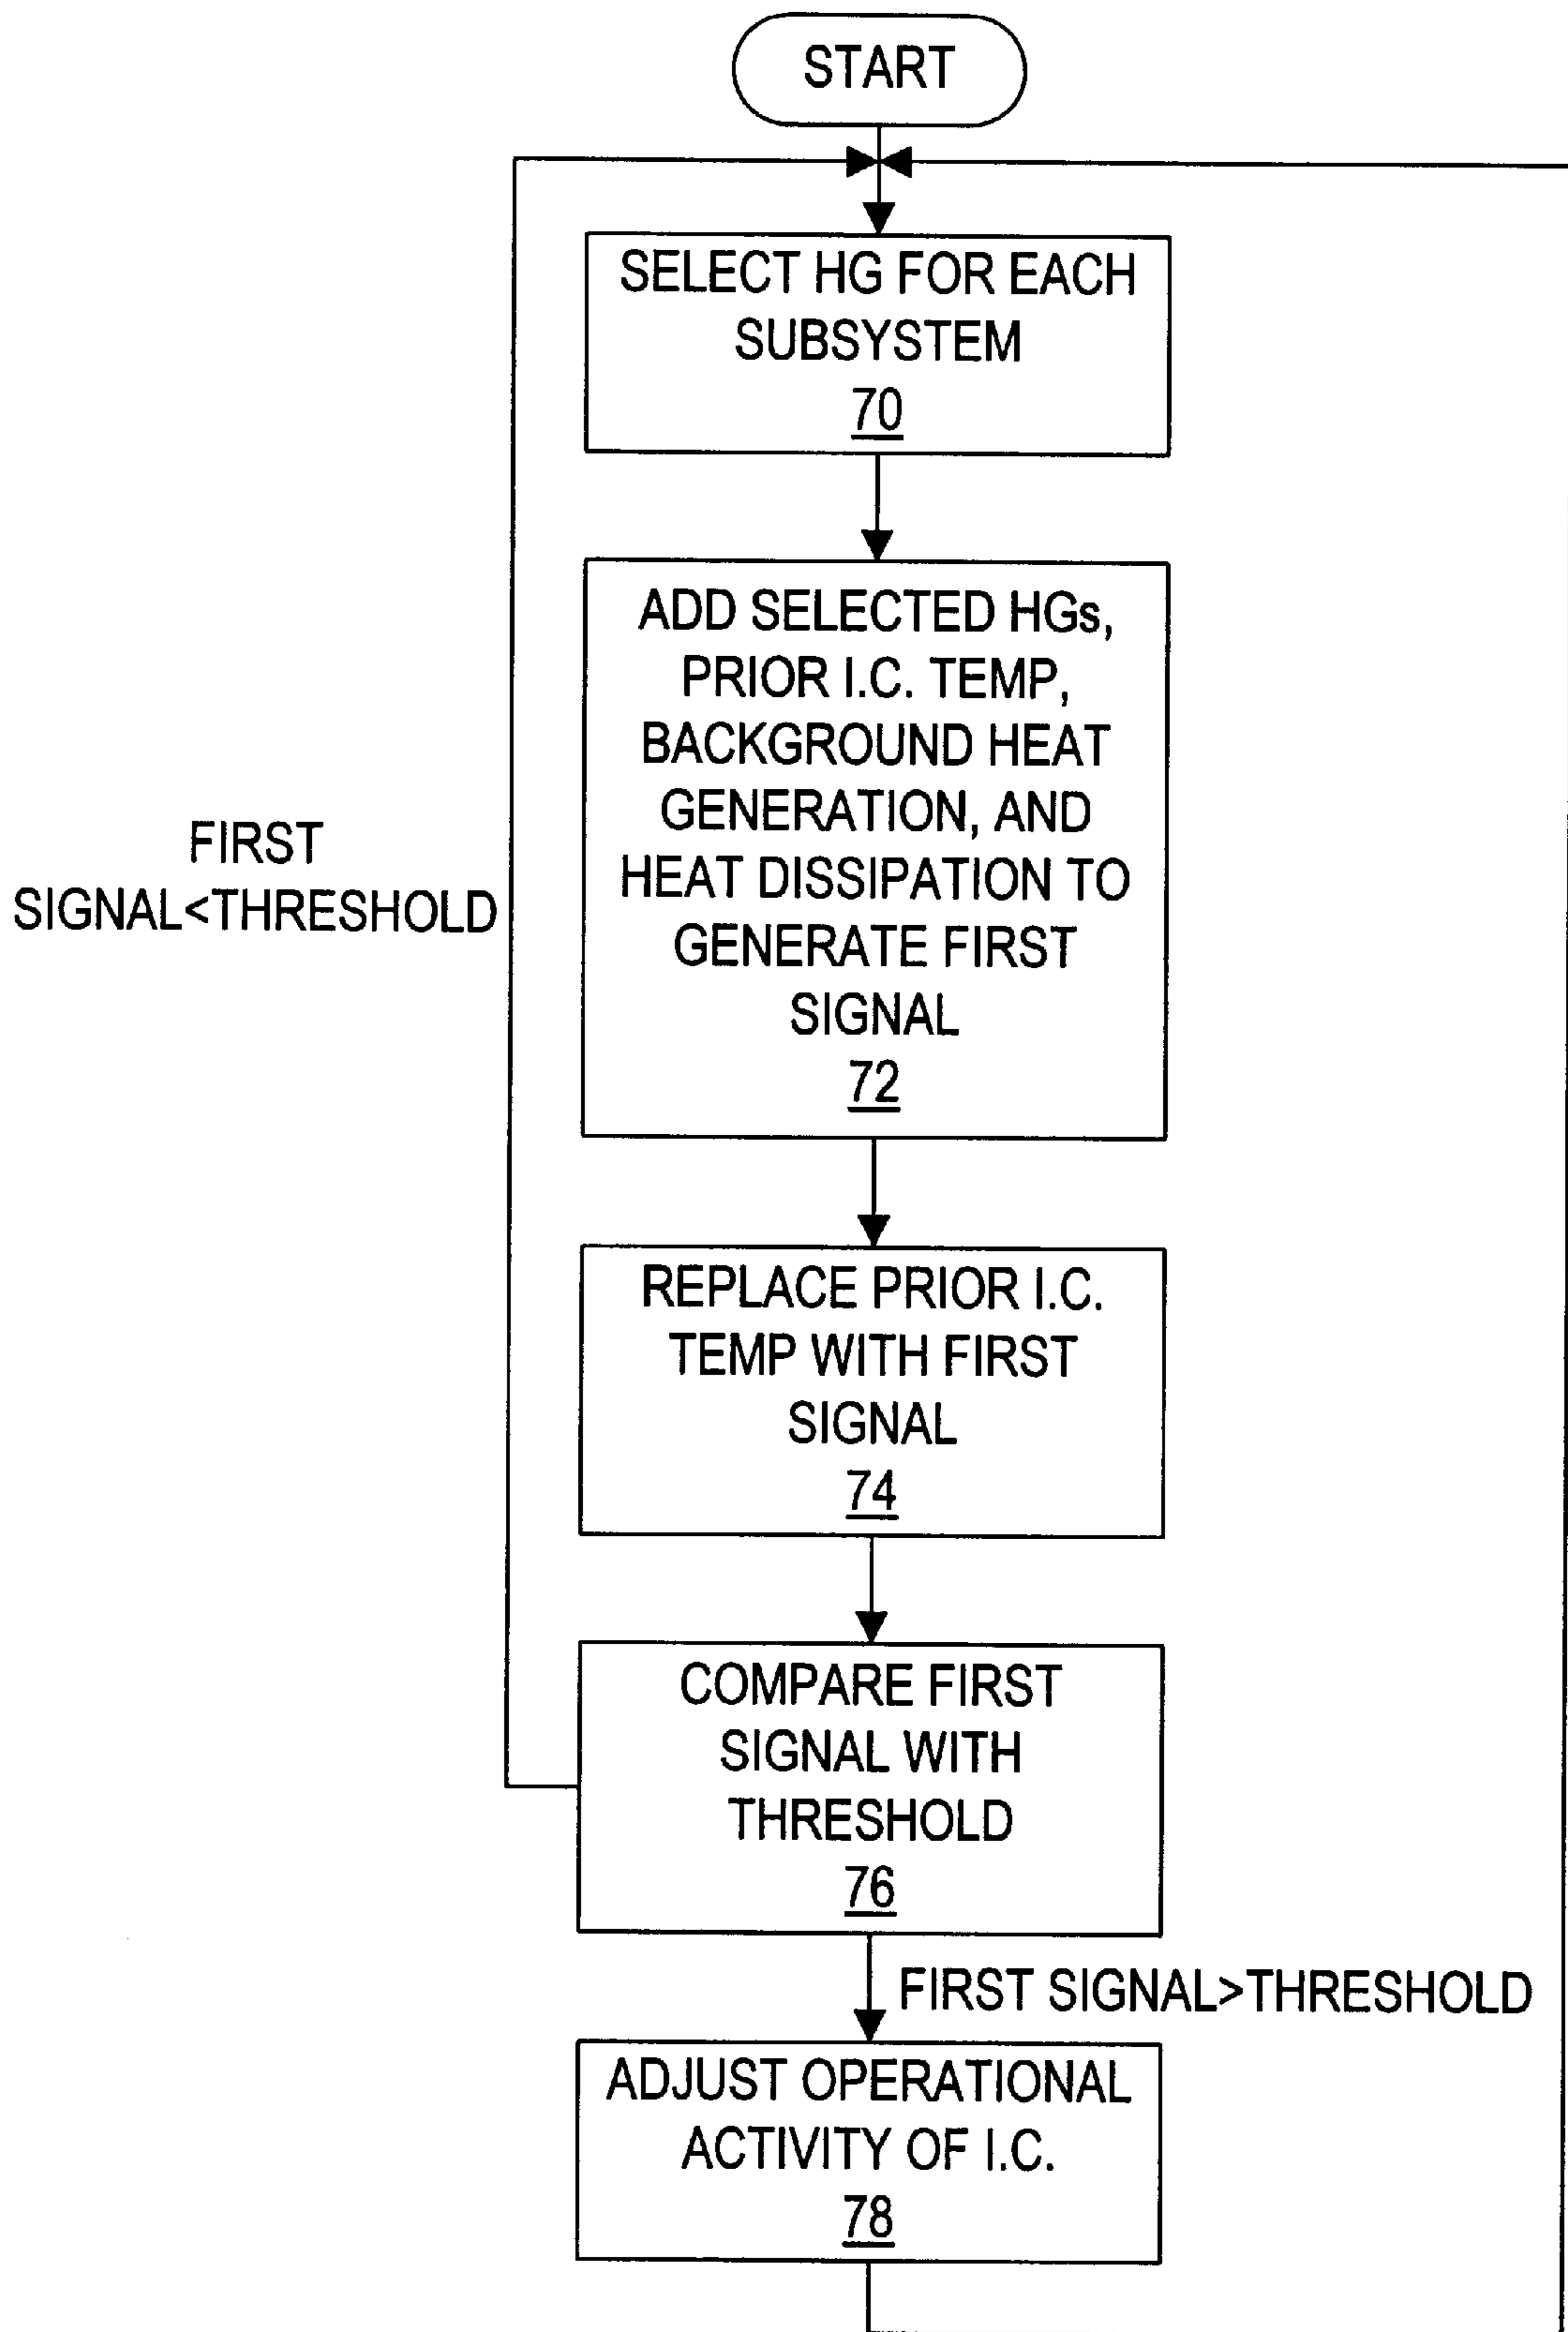 START
SELECT HG FOR EACH
SUBSYSTEM
70
ADD SELECTED HGs,
PRIOR I.C. TEMP,
BACKGROUND HEAT
GENERATION, AND
HEAT DISSIPATION TO
GENERATE FIRST
SIGNAL
72
FIRST
SIGNAL<THRESHOLD
REPLACE PRIOR I.C.
TEMP WITH FIRST
SIGNAL
74
COMPARE FIRST
SIGNAL WITH
THRESHOLD
76
FIRST SIGNAL>THRESHOLD
ADJUST OPERATIONAL
ACTIVITY OF I.C.
78